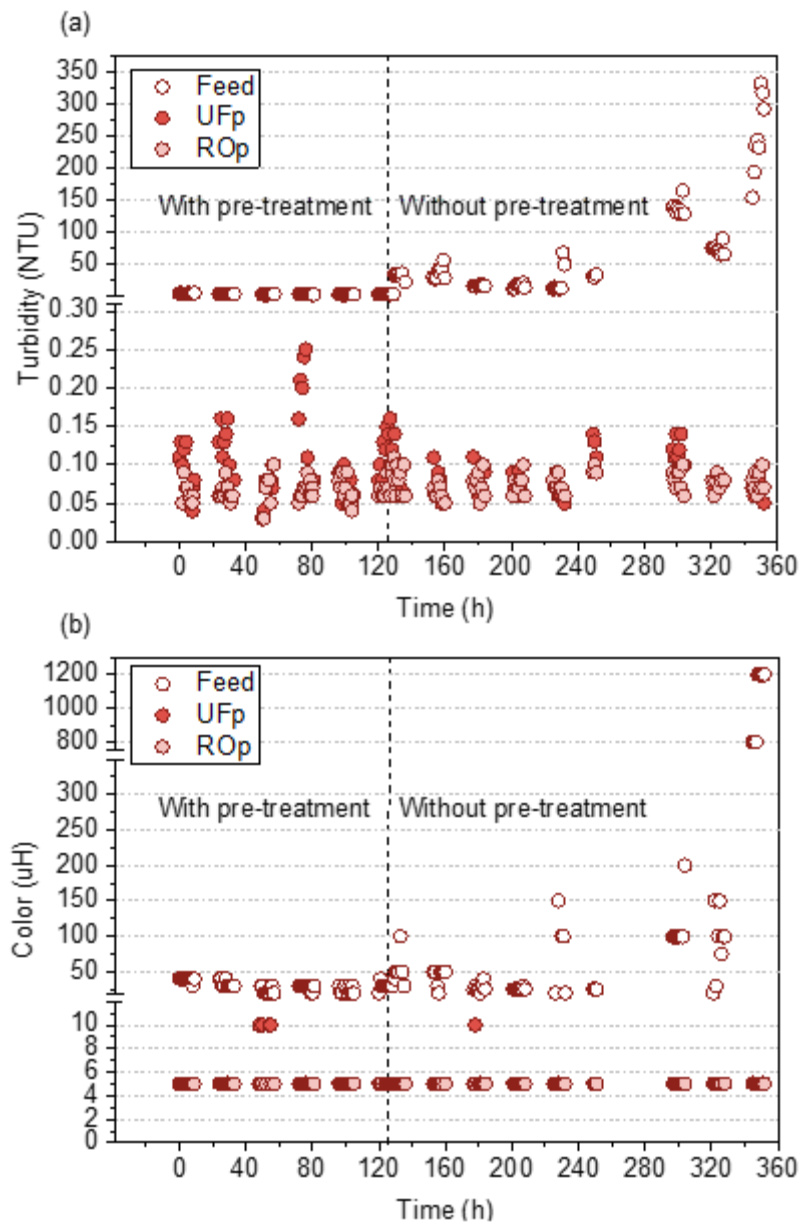 (a)
350
300
250
200
150
100
50
0.30
0.25
0.20
0.15
0.10
0.05
0.00
Turbidity (NTU)
Feed
UFp
ROp
With pre-treatment
Without pre-treatment
0 40 80 120 160 200 240 280 320 360
Time (h)
(b)
1200
1000
800
300
250
200
150
100
50
10
8
6
4
2
0
Color (uH)
Feed
UFp
ROp
With pre-treatment
Without pre-treatment
0 40 80 120 160 200 240 280 320 360
Time (h)